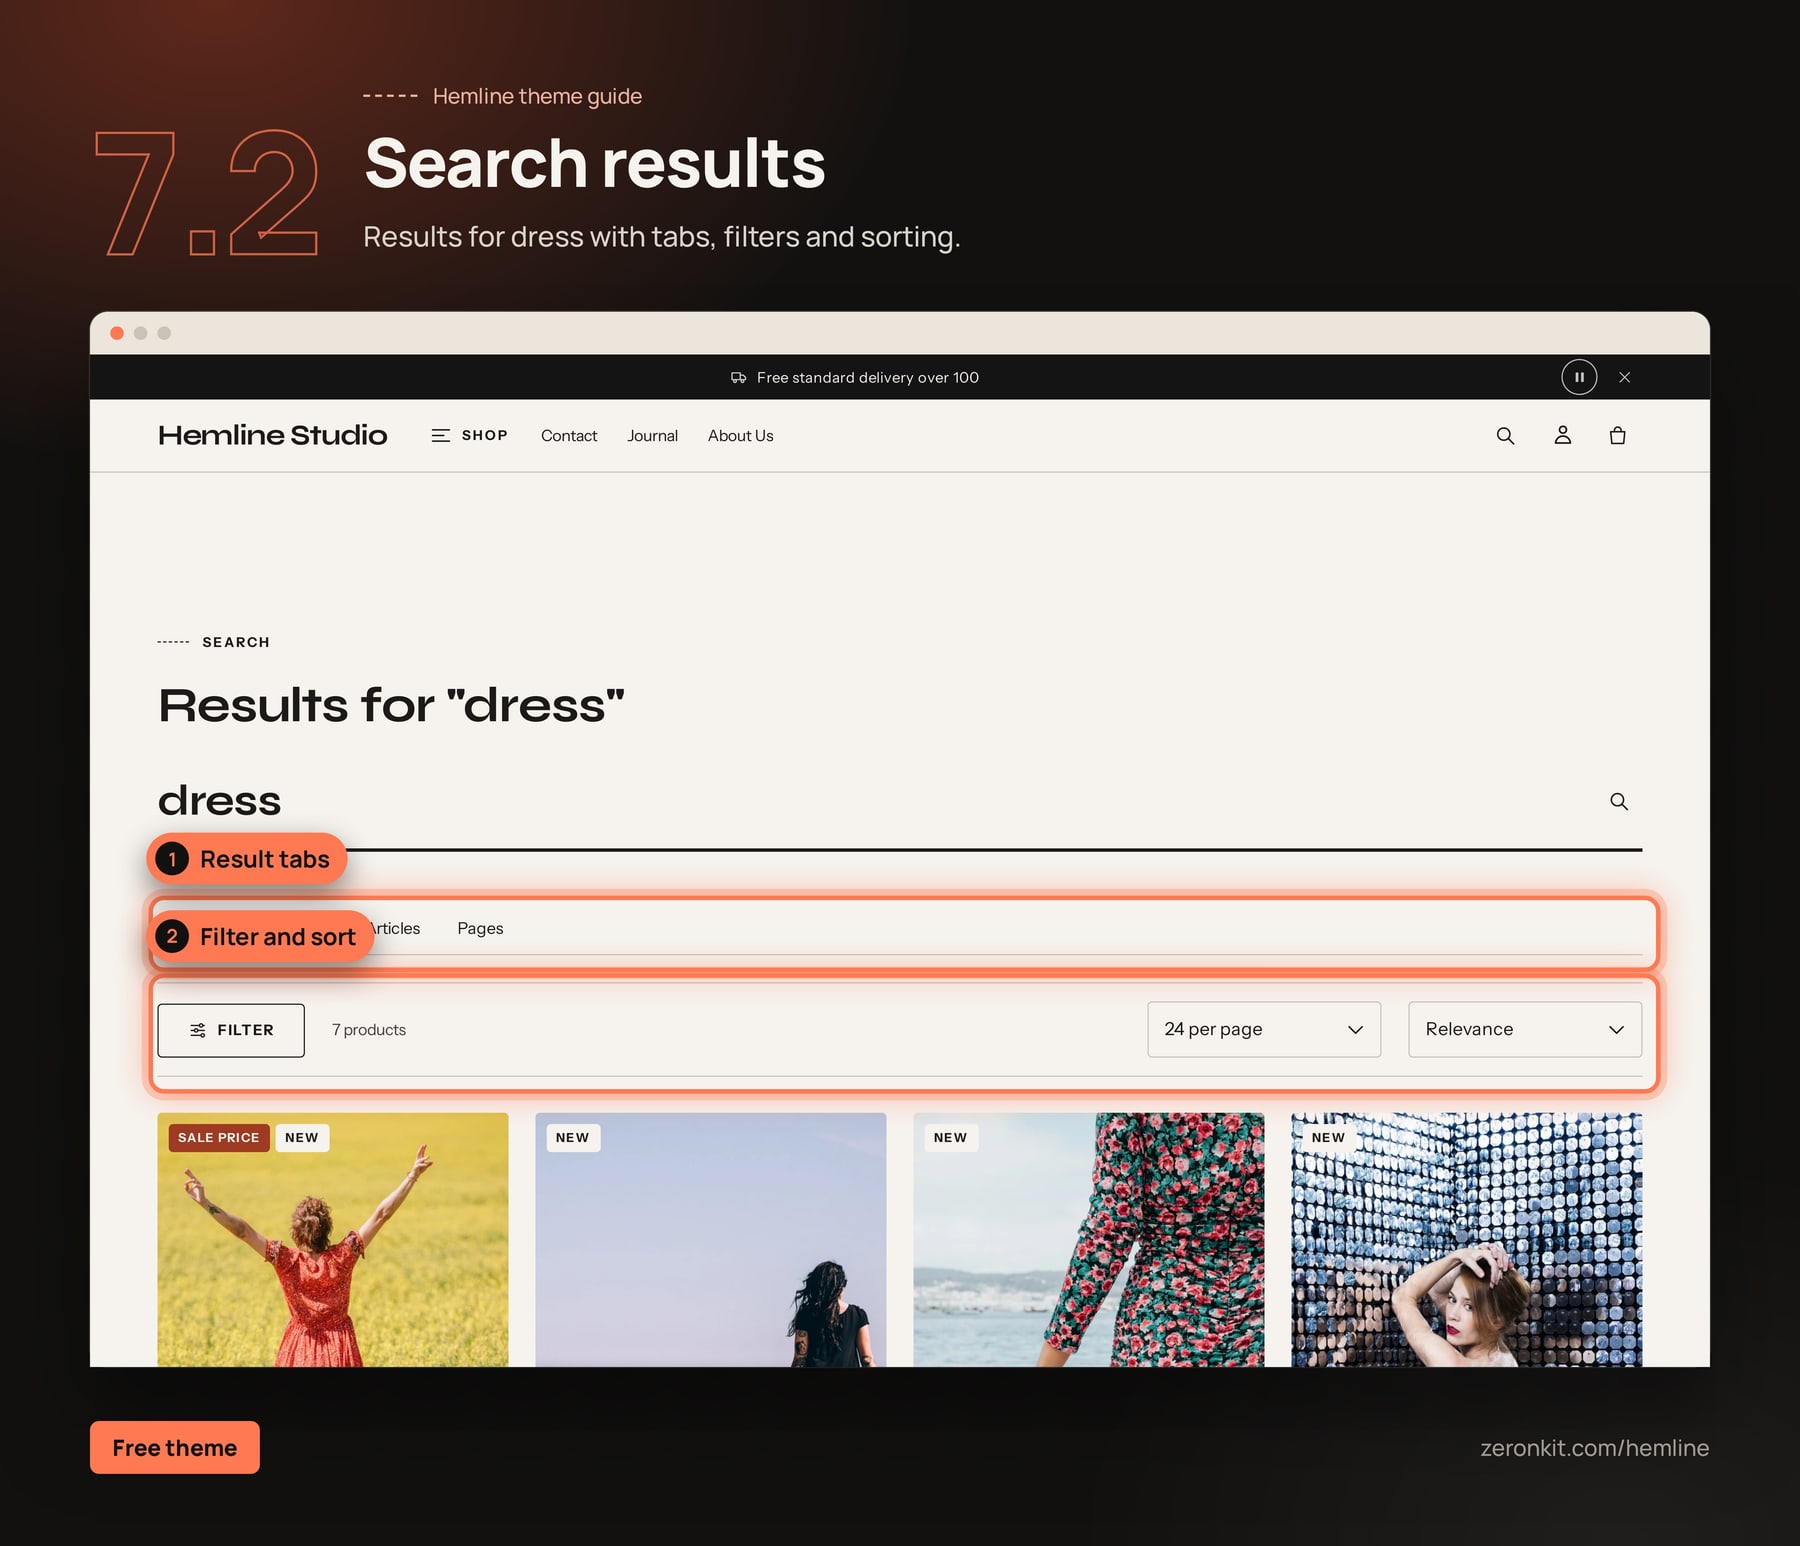 Hemline theme guide
7.2
Search results
Results for dress with tabs, filters and sorting.
Free standard delivery over 100
Hemline Studio
SHOP
Contact
Journal
About Us
SEARCH
Results for "dress"
dress
1 Result tabs
2 Filter and sort
Articles
Pages
FILTER
7 products
24 per page
Relevance
SALE PRICE
NEW
NEW
NEW
NEW
Free theme
zeronkit.com/hemline